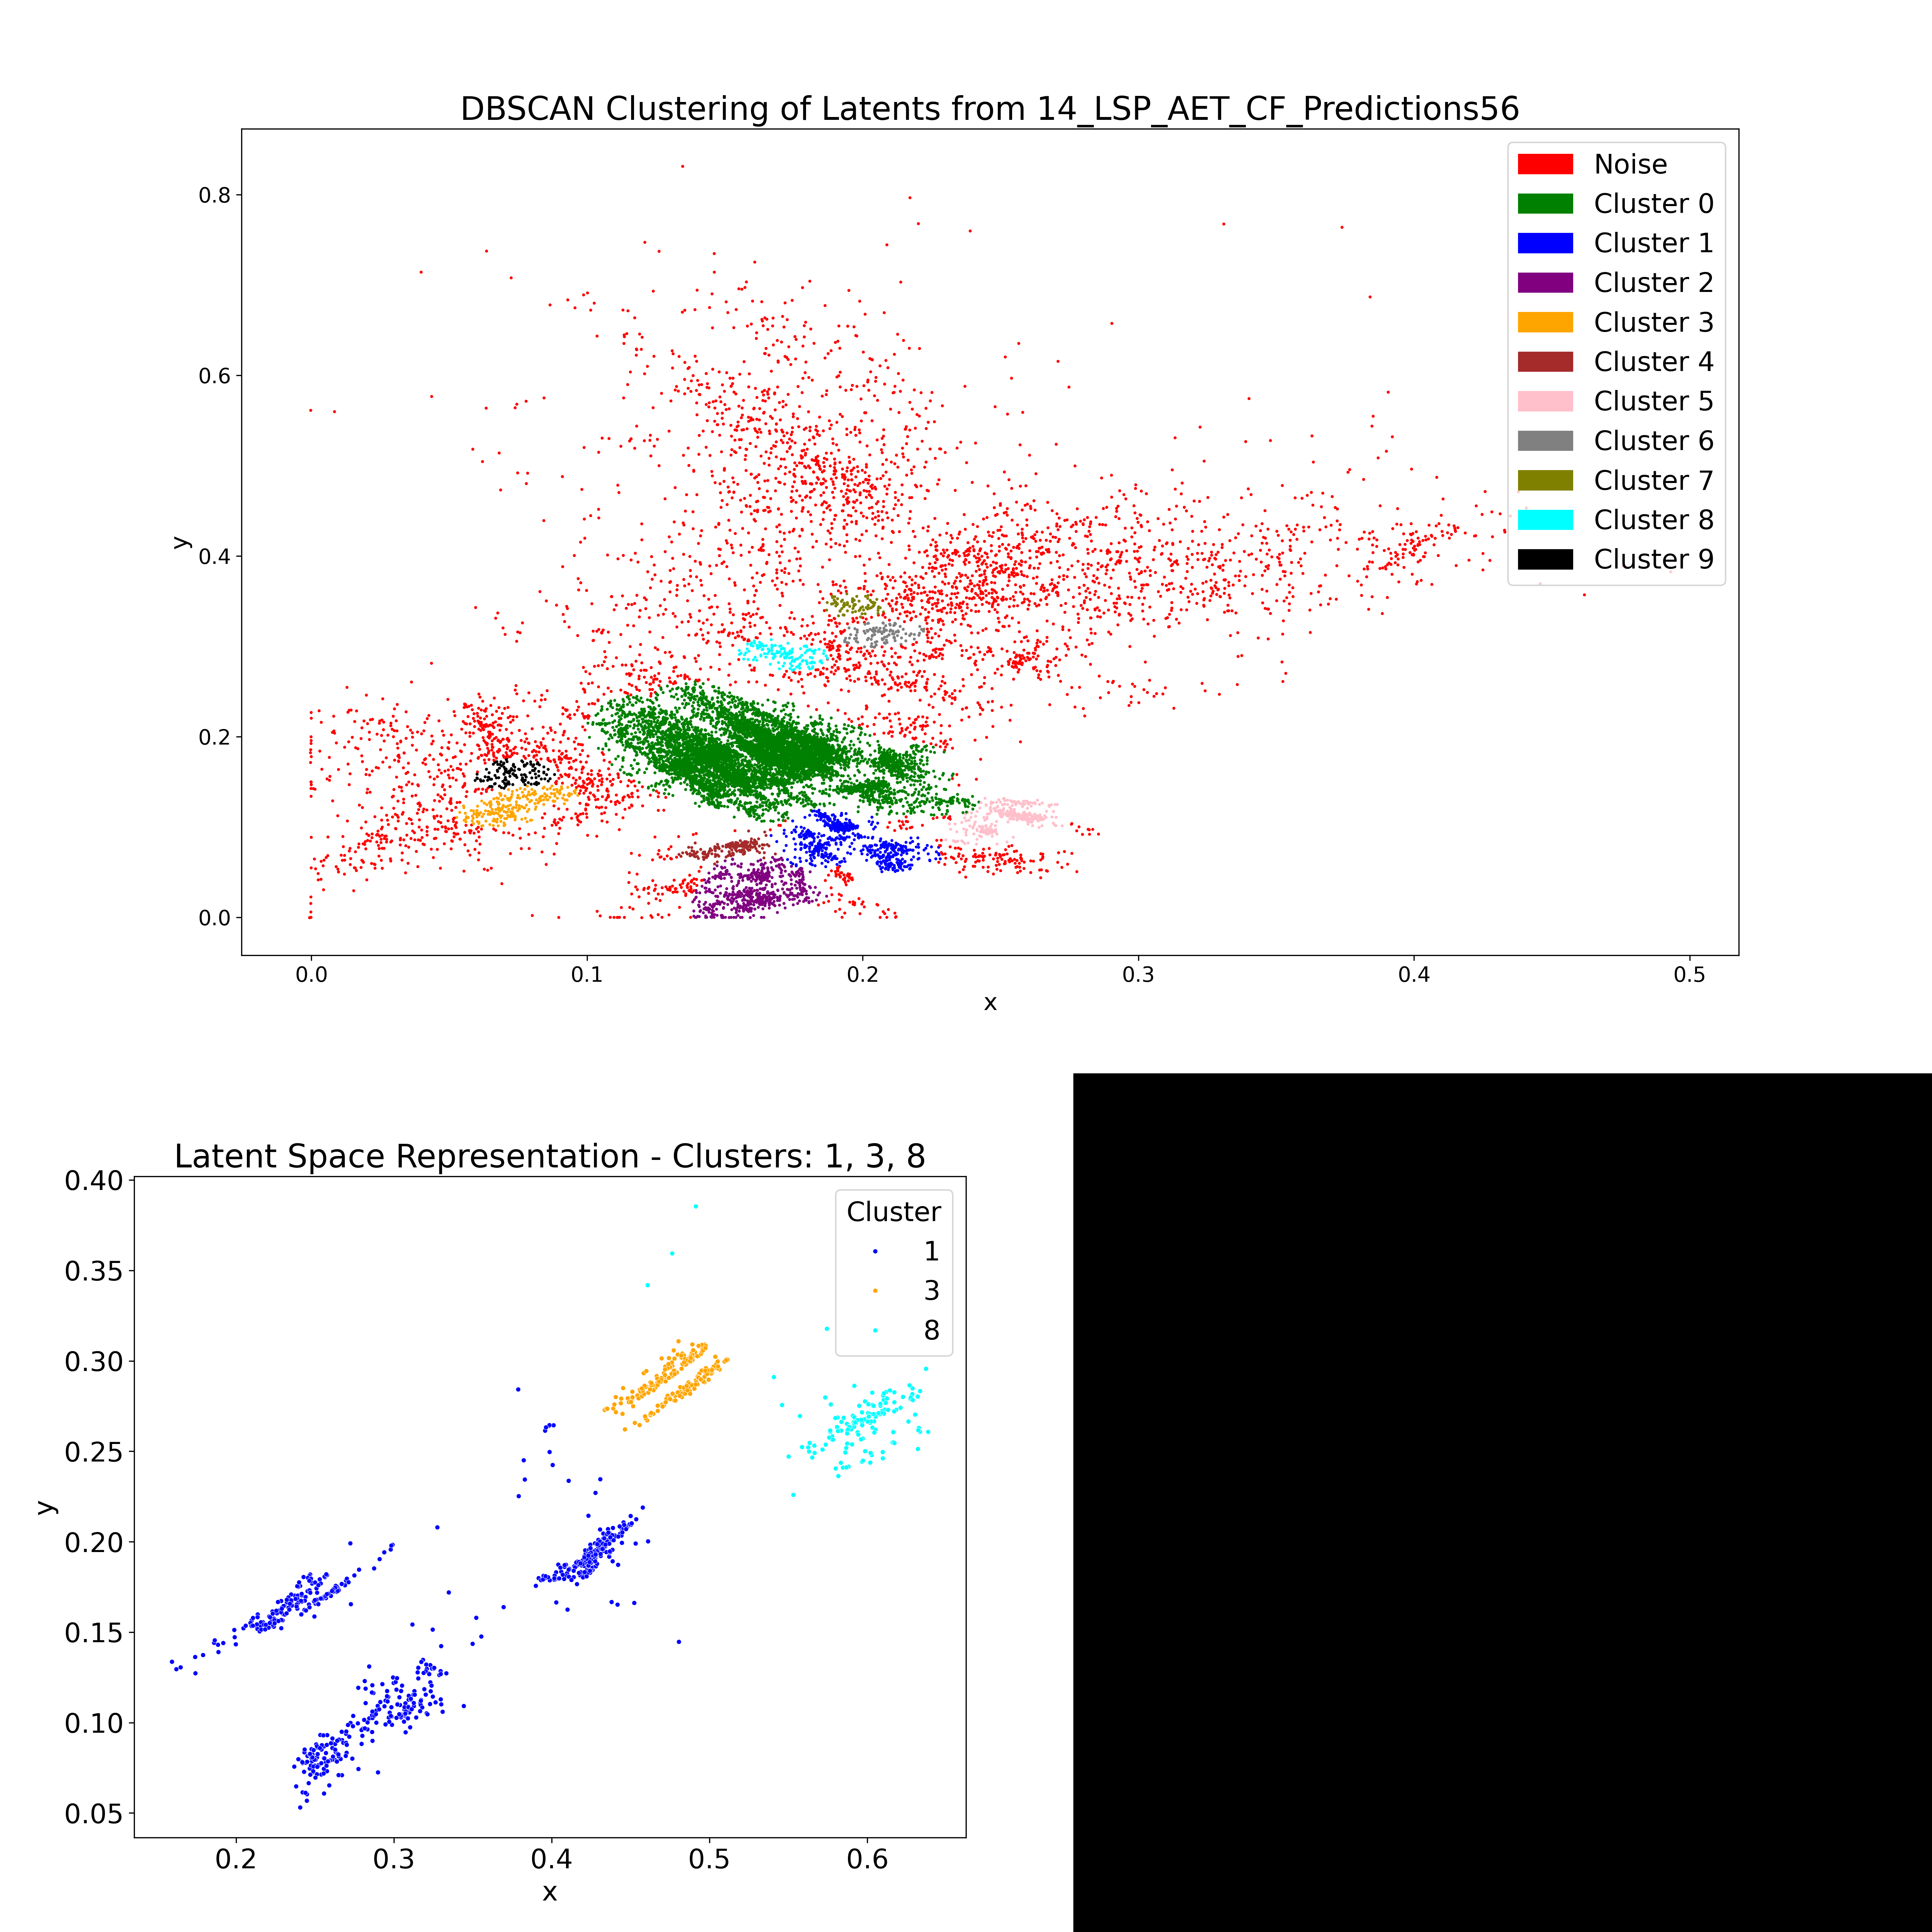 DBSCAN Clustering of Latents from 14_LSP_AET_CF_Predictions56
Noise
Cluster 0
Cluster 1
Cluster 2
Cluster 3
Cluster 4
Cluster 5
Cluster 6
Cluster 7
Cluster 8
Cluster 9
0.8
0.6
0.4
0.2
0.0
y
0.0 0.1 0.2 0.3 0.4 0.5
x
Latent Space Representation - Clusters: 1, 3, 8
Cluster
1
3
8
0.40
0.35
0.30
0.25
0.20
0.15
0.10
0.05
y
0.2 0.3 0.4 0.5 0.6
x